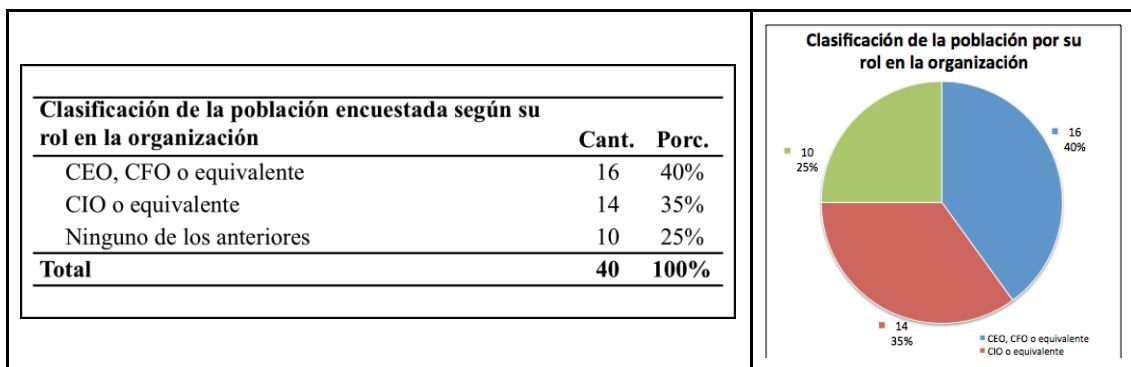 Clasificación de la población encuestada según su
rol en la organización Cant. Porc.
CEO, CFO o equivalente 16 40%
CIO o equivalente 14 35%
Ninguno de los anteriores 10 25%
Total 40 100%
Clasificación de la población por su
rol en la organización
16
40%
10
25%
14
35%
CEO, CFO o equivalente
CIO o equivalente